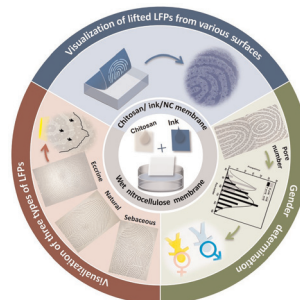 Visualization of lifted LFPs from various surfaces
Chitosan/ ink/NC membrane
Chitosan
Ink
+
Wet nitrocellulose membrane
Visualization of three types of LFPs
Eccrine
Natural
Sebaceous
Pore number
Gender determination